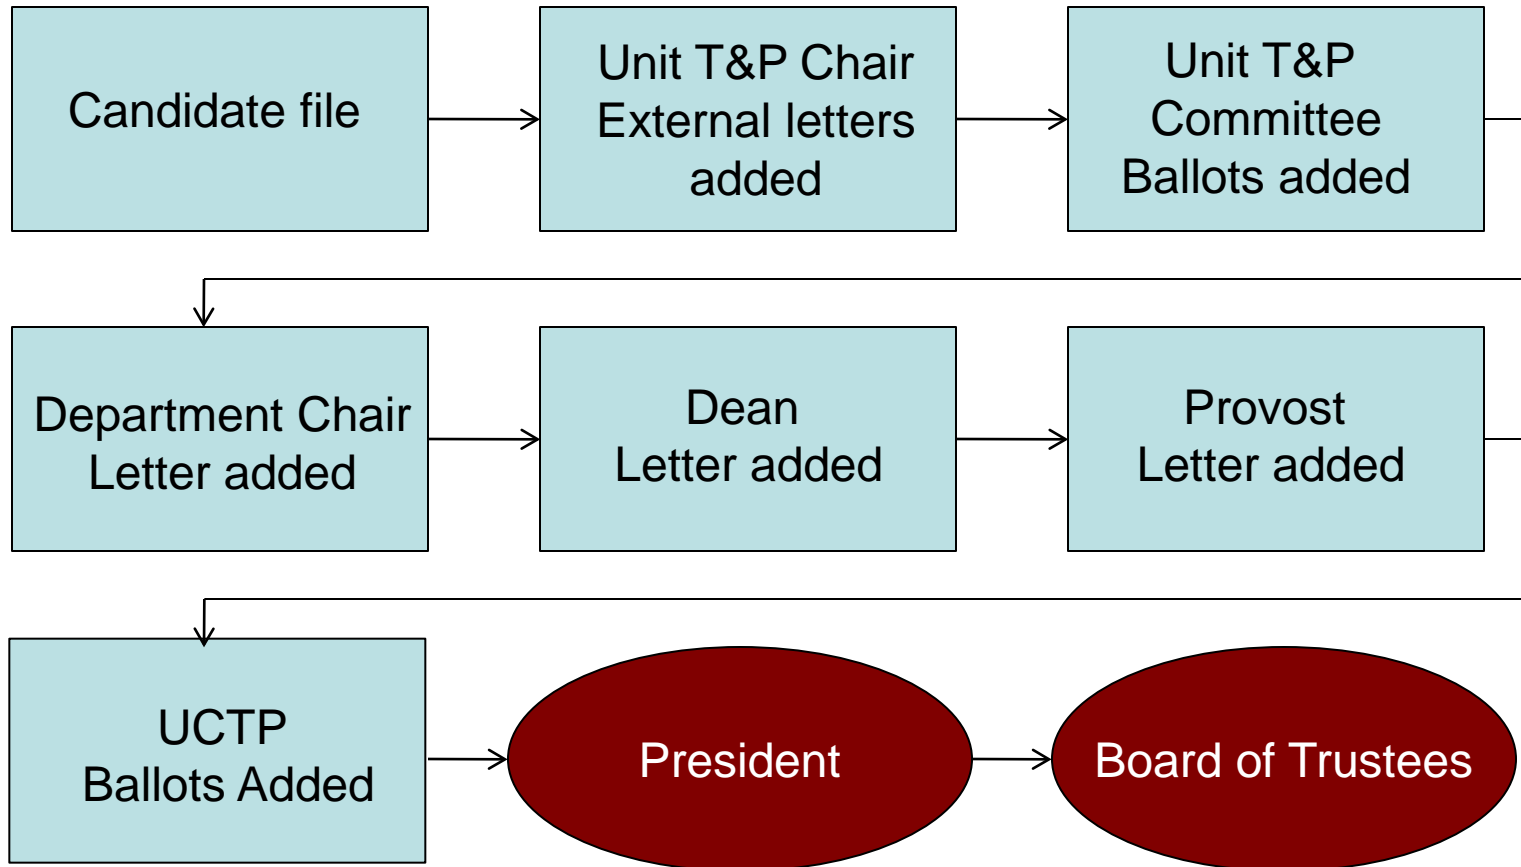 Candidate file
Unit T&P Chair
External letters
added
Unit T&P
Committee
Ballots added
Department Chair
Letter added
Dean
Letter added
Provost
Letter added
UCTP
Ballots Added
President
Board of Trustees